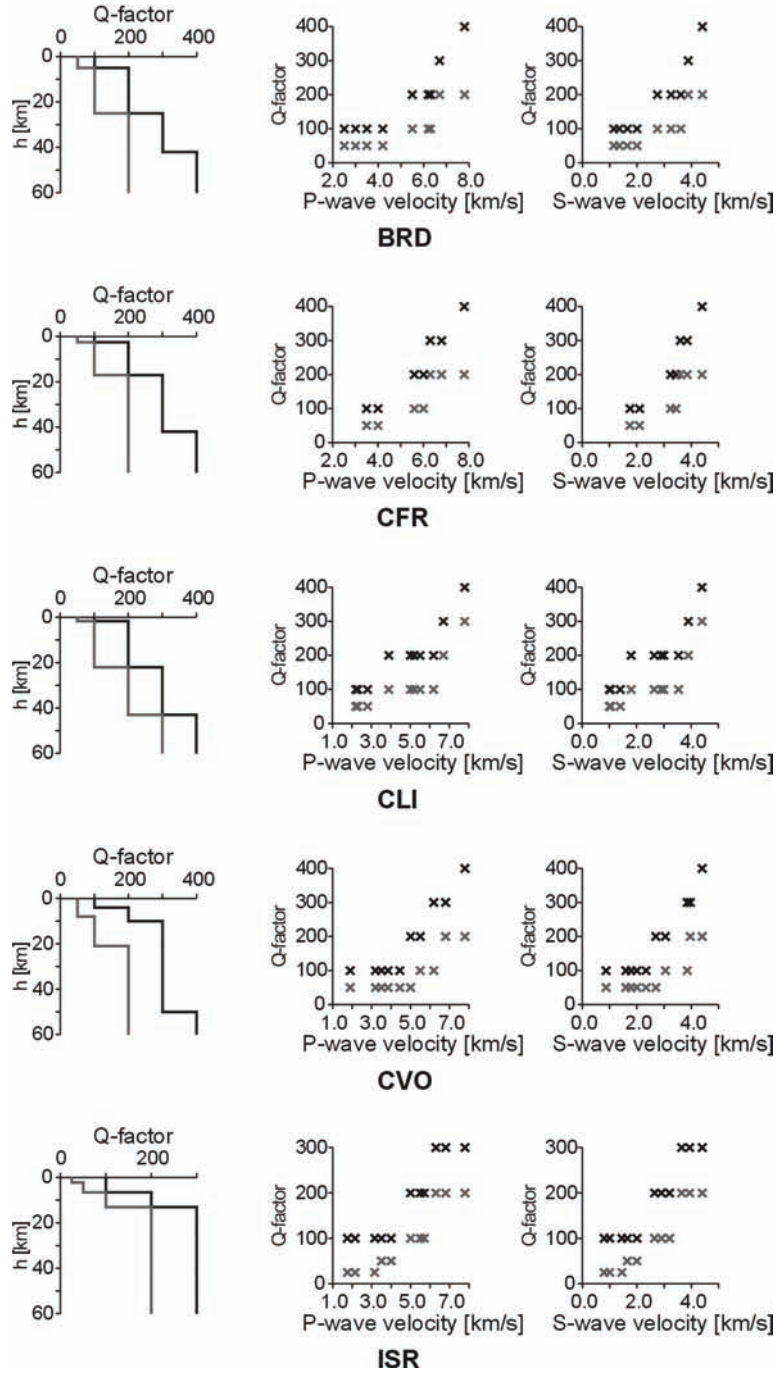 Q-factor
0 200 400
0
20
40
60
h [km]
400
300
200
100
0
Q-factor
2.0 4.0 6.0 8.0
P-wave velocity [km/s]
Q-factor
400
300
200
100
0
0.0 2.0 4.0
S-wave velocity [km/s]
BRD
Q-factor
0 200 400
0
20
40
60
h [km]
400
300
200
100
0
Q-factor
2.0 4.0 6.0 8.0
P-wave velocity [km/s]
Q-factor
400
300
200
100
0
0.0 2.0 4.0
S-wave velocity [km/s]
CFR
Q-factor
0 200 400
0
20
40
60
h [km]
400
300
200
100
0
Q-factor
1.0 3.0 5.0 7.0
P-wave velocity [km/s]
Q-factor
400
300
200
100
0
0.0 2.0 4.0
S-wave velocity [km/s]
CLI
Q-factor
0 200 400
0
20
40
60
h [km]
400
300
200
100
0
Q-factor
1.0 3.0 5.0 7.0
P-wave velocity [km/s]
Q-factor
400
300
200
100
0
0.0 2.0 4.0
S-wave velocity [km/s]
CVO
Q-factor
0 200
0
20
40
60
h [km]
300
200
100
0
Q-factor
1.0 3.0 5.0 7.0
P-wave velocity [km/s]
Q-factor
300
200
100
0
0.0 2.0 4.0
S-wave velocity [km/s]
ISR